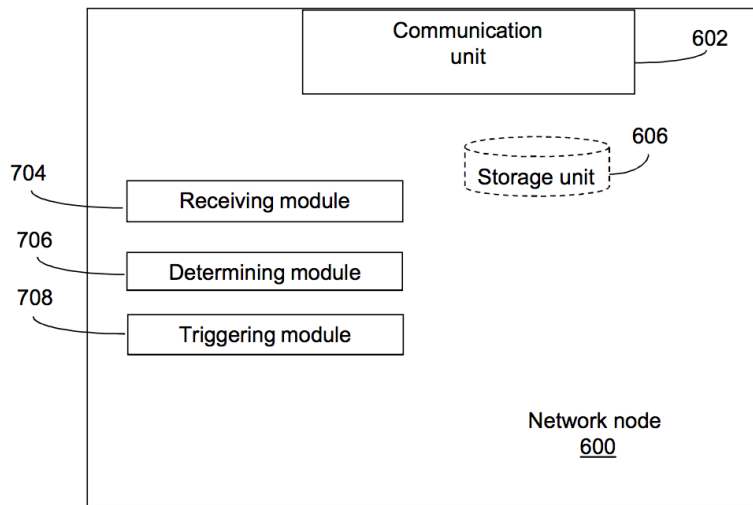 Communication
unit
602
606
Storage unit
704
Receiving module
706
Determining module
708
Triggering module
Network node
600